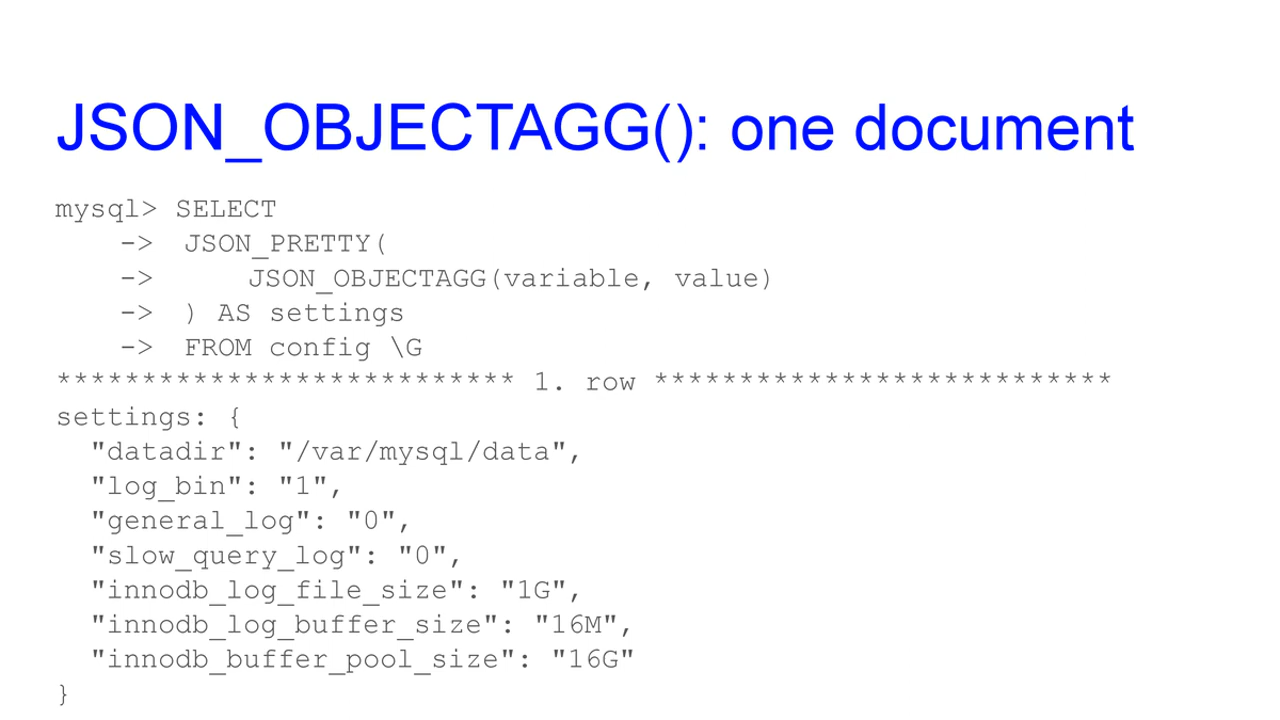 JSON_OBJECTAGG(): one document
mysql> SELECT
    ->  JSON_PRETTY(
    ->      JSON_OBJECTAGG(variable, value)
    ->  ) AS settings
    ->  FROM config \G
*************************** 1. row ***************************
settings: {
  "datadir": "/var/mysql/data",
  "log_bin": "1",
  "general_log": "0",
  "slow_query_log": "0",
  "innodb_log_file_size": "1G",
  "innodb_log_buffer_size": "16M",
  "innodb_buffer_pool_size": "16G"
}